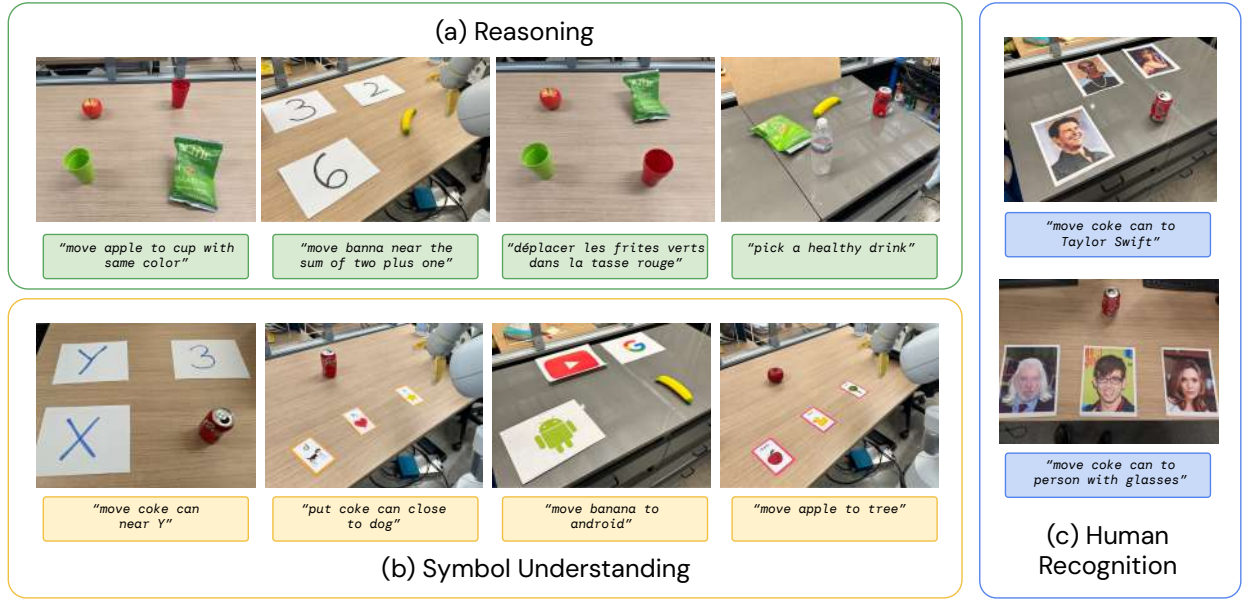 (a) Reasoning
3
2
6
"move apple to cup with
same color"
"move banna near the
sum of two plus one"
"déplacer les frites verts
dans la tasse rouge"
"pick a healthy drink"
Y
3
X
"move coke can
near Y"
"put coke can close
to dog"
"move banana to
android"
"move apple to tree"
(b) Symbol Understanding
"move coke can to
Taylor Swift"
"move coke can to
person with glasses"
(c) Human
Recognition